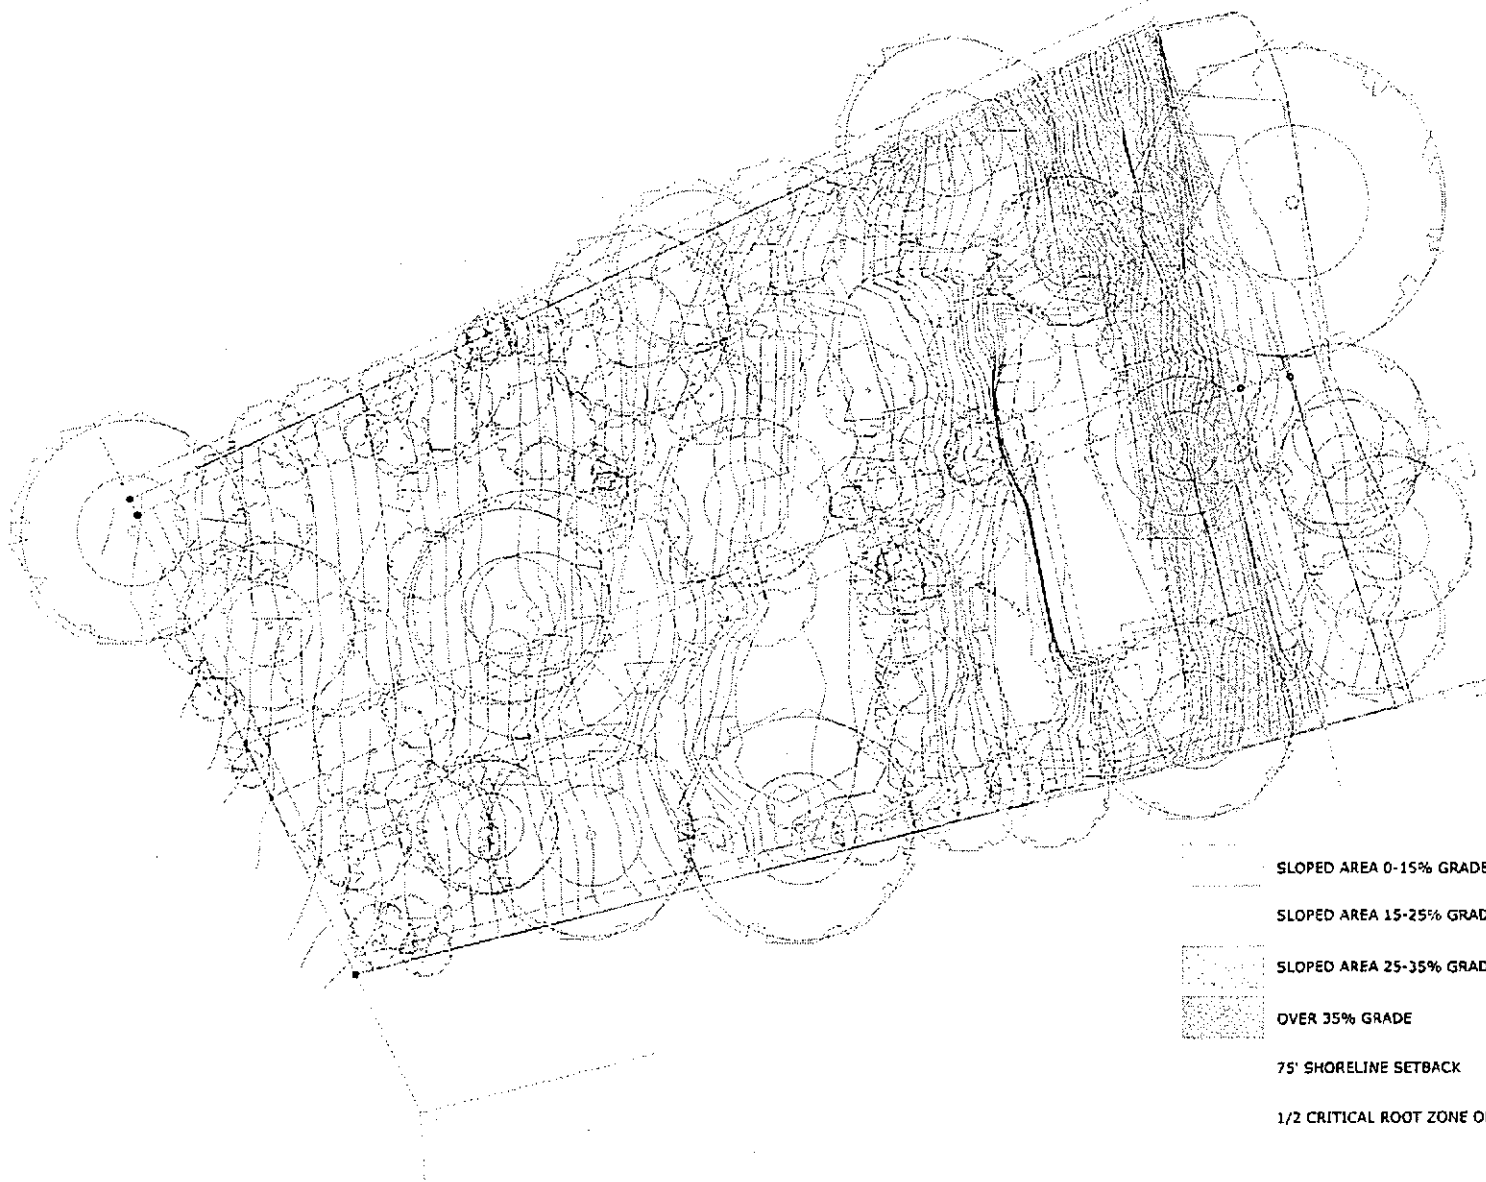 SLOPED AREA 0-15% GRADE
SLOPED AREA 15-25% GRAD
SLOPED AREA 25-35% GRAD
OVER 35% GRADE
75' SHORELINE SETBACK
1/2 CRITICAL ROOT ZONE O